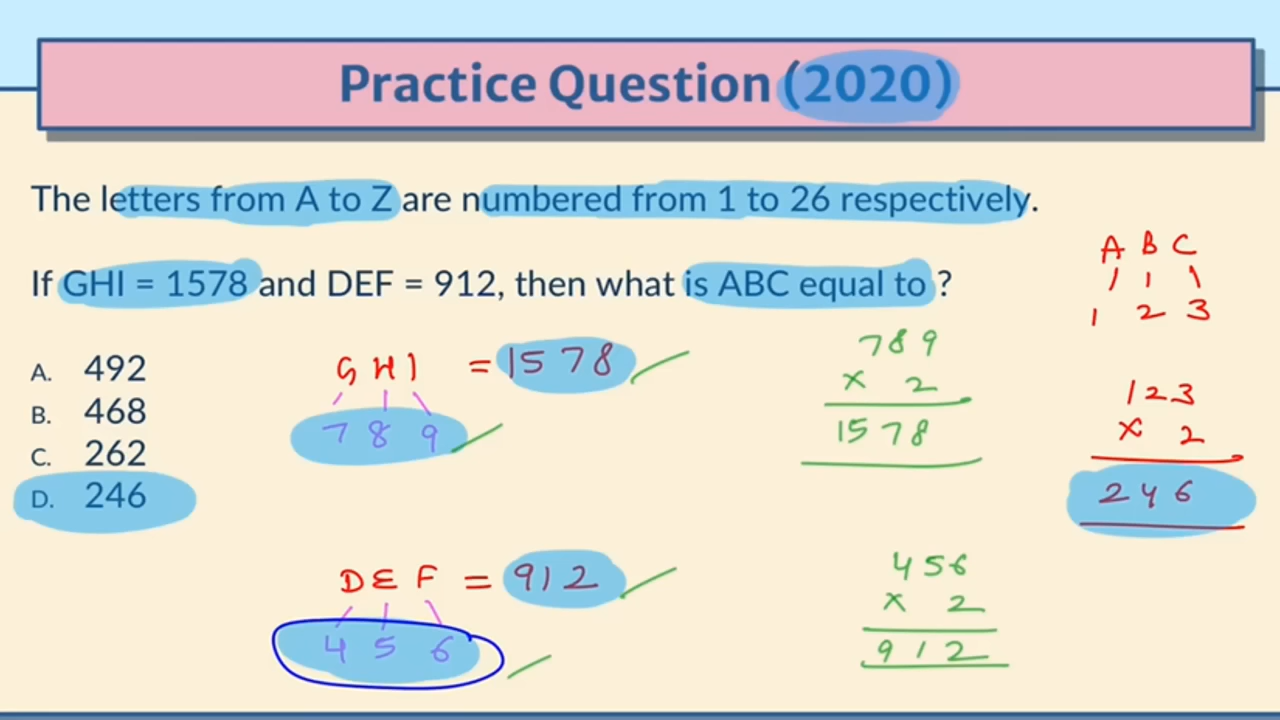 Practice Question (2020)
The letters from A to Z are numbered from 1 to 26 respectively.
If GHI = 1578 and DEF = 912, then what is ABC equal to ?
A. 492
B. 468
C. 262
D. 246
G H I = 1578
7 8 9
D E F = 912
4 5 6
789
x 2
1578
456
x 2
912
A B C
1 2 3
123
x 2
246